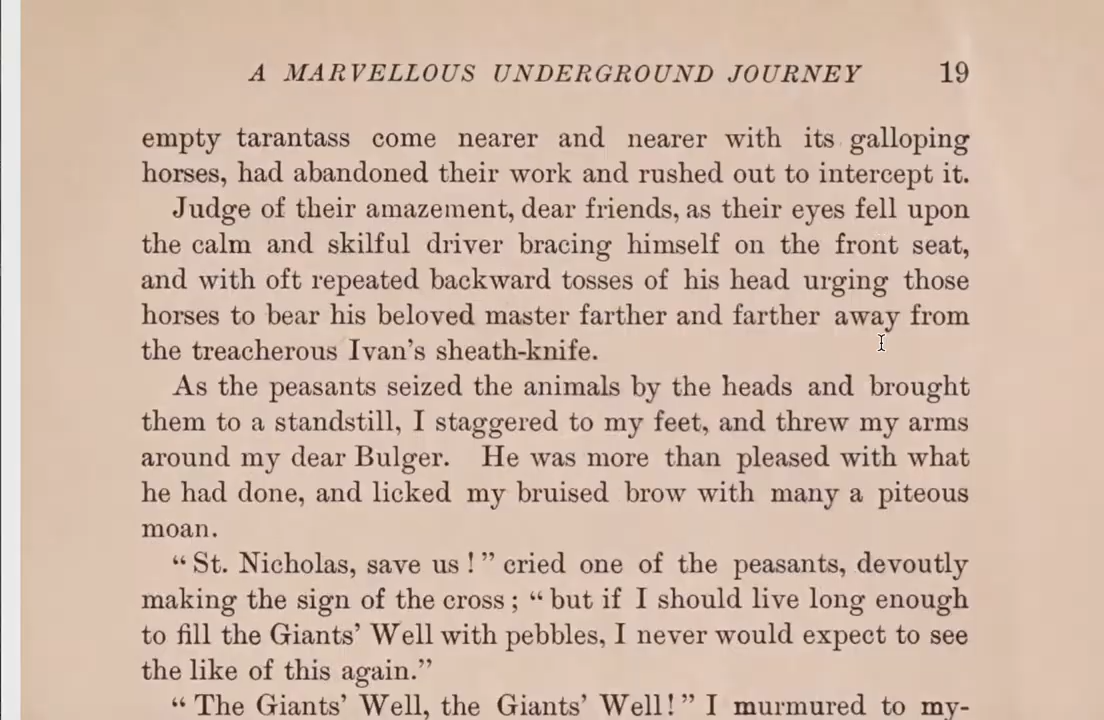 A MARVELLOUS UNDERGROUND JOURNEY 19
empty tarantass come nearer and nearer with its galloping
horses, had abandoned their work and rushed out to intercept it.
Judge of their amazement, dear friends, as their eyes fell upon
the calm and skilful driver bracing himself on the front seat,
and with oft repeated backward tosses of his head urging those
horses to bear his beloved master farther and farther away from
the treacherous Ivan's sheath-knife.
As the peasants seized the animals by the heads and brought
them to a standstill, I staggered to my feet, and threw my arms
around my dear Bulger. He was more than pleased with what
he had done, and licked my bruised brow with many a piteous
moan.
“ St. Nicholas, save us ! ” cried one of the peasants, devoutly
making the sign of the cross ; “ but if I should live long enough
to fill the Giants' Well with pebbles, I never would expect to see
the like of this again.”
“ The Giants' Well, the Giants' Well! ” I murmured to my-